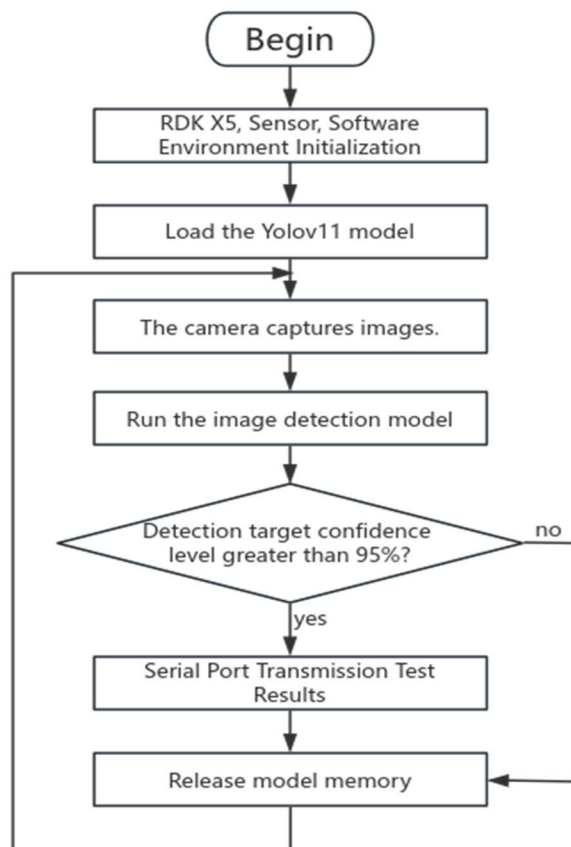 Begin
RDK X5, Sensor, Software
Environment Initialization
Load the Yolov11 model
The camera captures images.
Run the image detection model
Detection target confidence
level greater than 95%?
no
yes
Serial Port Transmission Test
Results
Release model memory